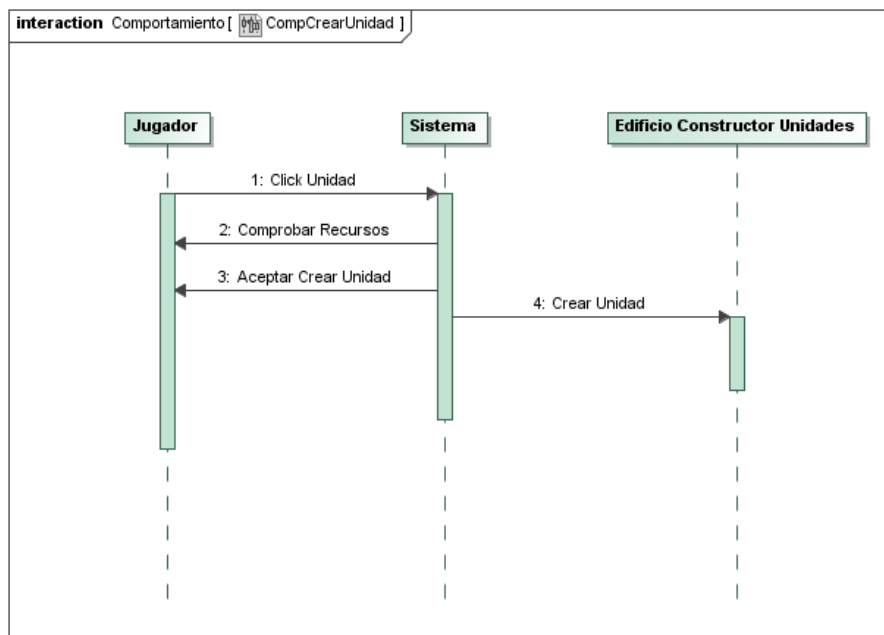 interaction Comportamiento[ CompCrearUnidad ]
Jugador
Sistema
Edificio Constructor Unidades
1: Click Unidad
2: Comprobar Recursos
3: Aceptar Crear Unidad
4: Crear Unidad